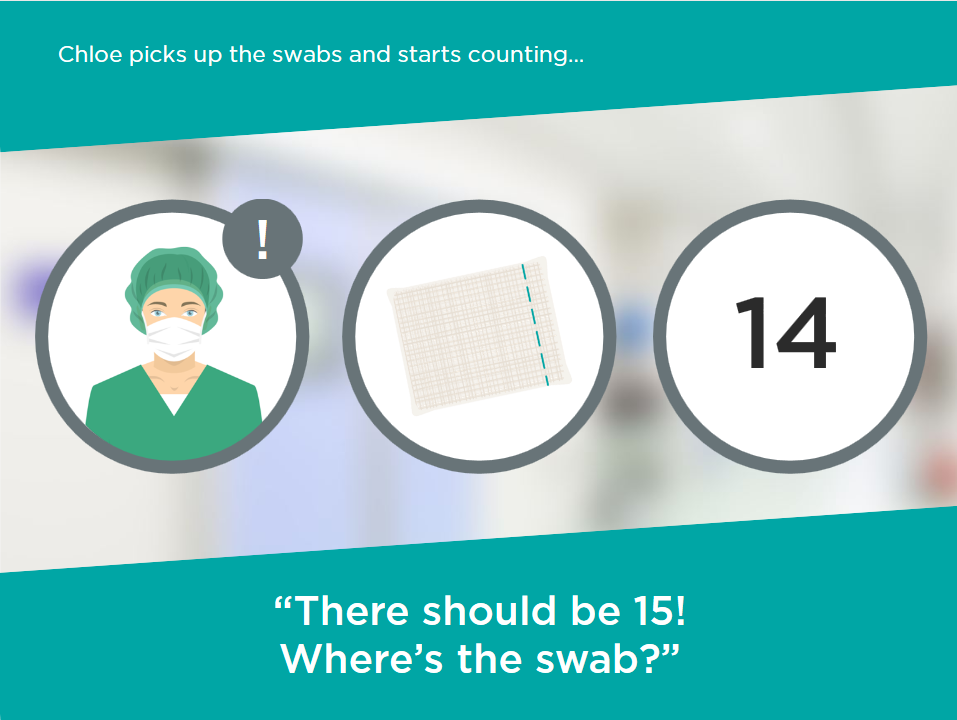 Chloe picks up the swabs and starts counting...
!
14
“There should be 15!
Where’s the swab?”